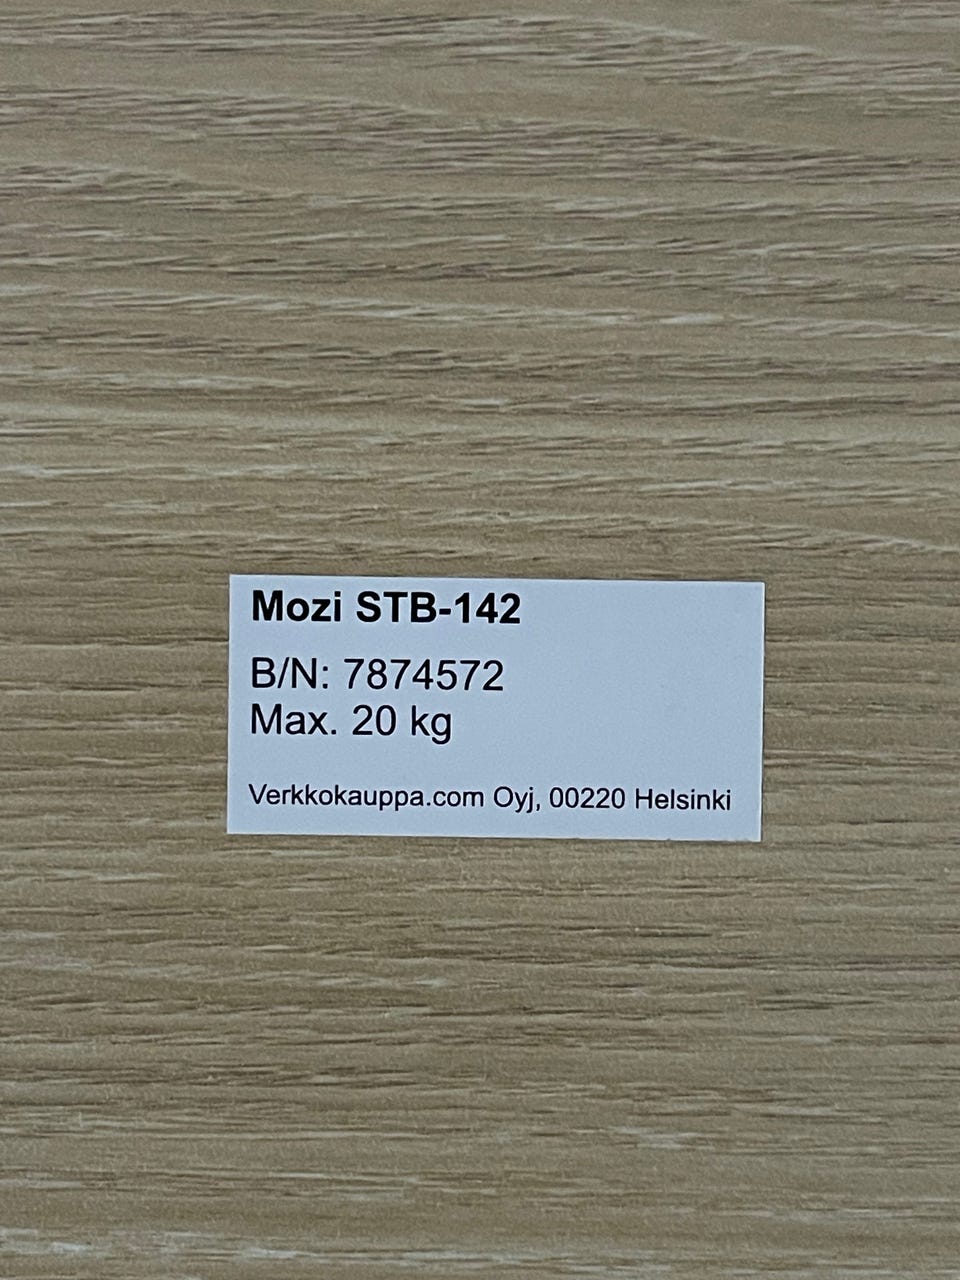 Mozi STB-142
B/N: 7874572
Max. 20 kg
Verkkokauppa.com Oyj, 00220 Helsinki